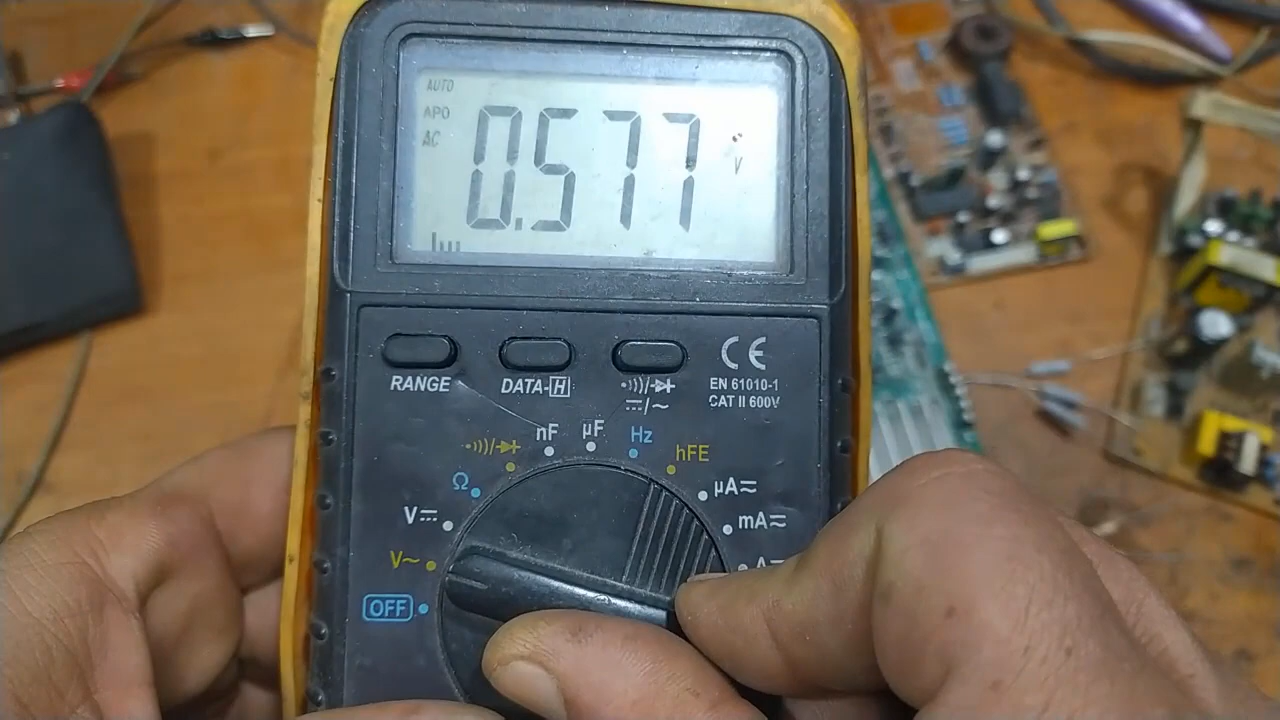 AUTO
APO
AC
0.577
V
RANGE
DATA-H
CE
EN 61010-1
CAT II 600V
nF
µF
Hz
hFE
Ω
µA
V
mA
V~
A
OFF